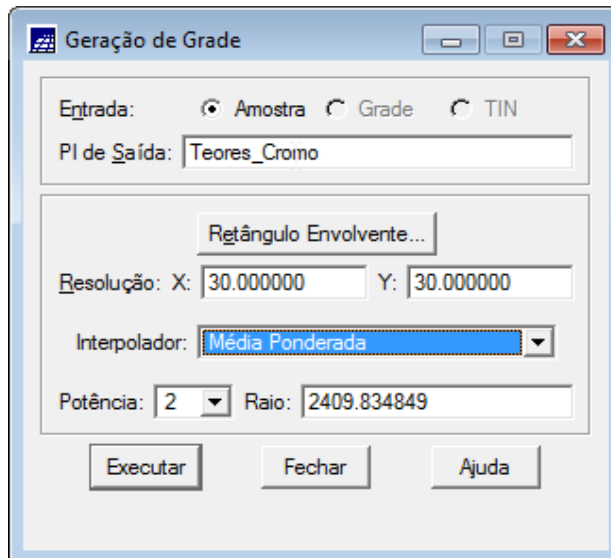 Geração de Grade
Entrada: Amostra Grade TIN
PI de Saída: Teores_Cromo
Retângulo Envolvente...
Resolução: X: 30.000000 Y: 30.000000
Interpolador: Média Ponderada
Potência: 2 Raio: 2409.834849
Executar Fechar Ajuda